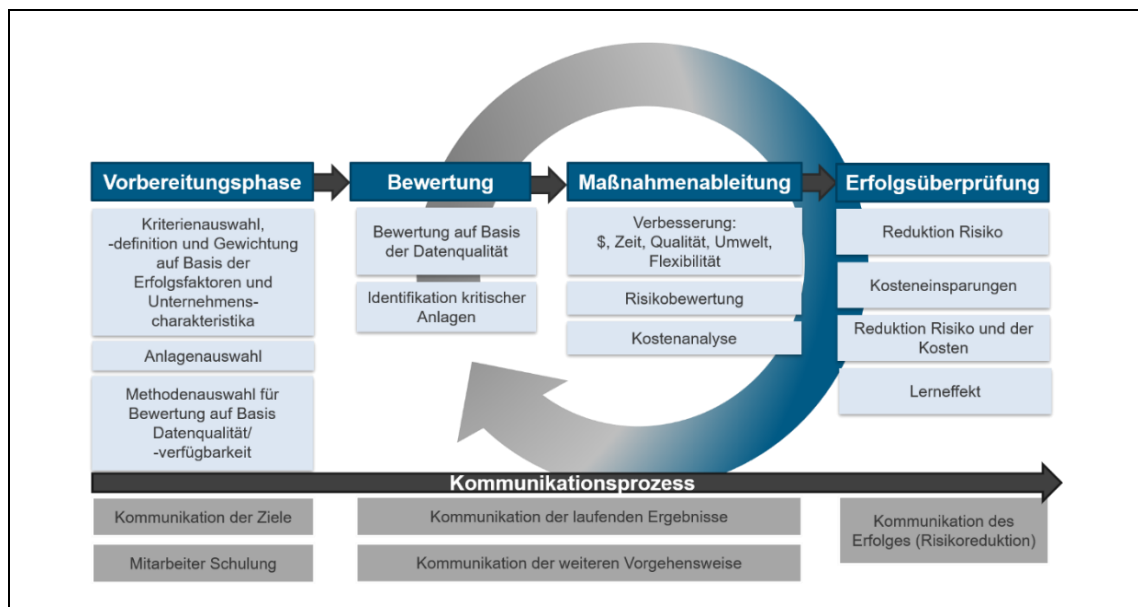 Vorbereitungsphase
Kriterienauswahl,
-definition und Gewichtung
auf Basis der
Erfolgsfaktoren und
Unternehmens-
charakteristika
Anlagenauswahl
Methodenauswahl für
Bewertung auf Basis
Datenqualität/
-verfügbarkeit
Bewertung
Bewertung auf Basis
der Datenqualität
Identifikation kritischer
Anlagen
Maßnahmenableitung
Verbesserung:
$, Zeit, Qualität, Umwelt,
Flexibilität
Risikobewertung
Kostenanalyse
Erfolgsüberprüfung
Reduktion Risiko
Kosteneinsparungen
Reduktion Risiko und der
Kosten
Lerneffekt
Kommunikationsprozess
Kommunikation der Ziele
Mitarbeiter Schulung
Kommunikation der laufenden Ergebnisse
Kommunikation der weiteren Vorgehensweise
Kommunikation des
Erfolges (Risikoreduktion)